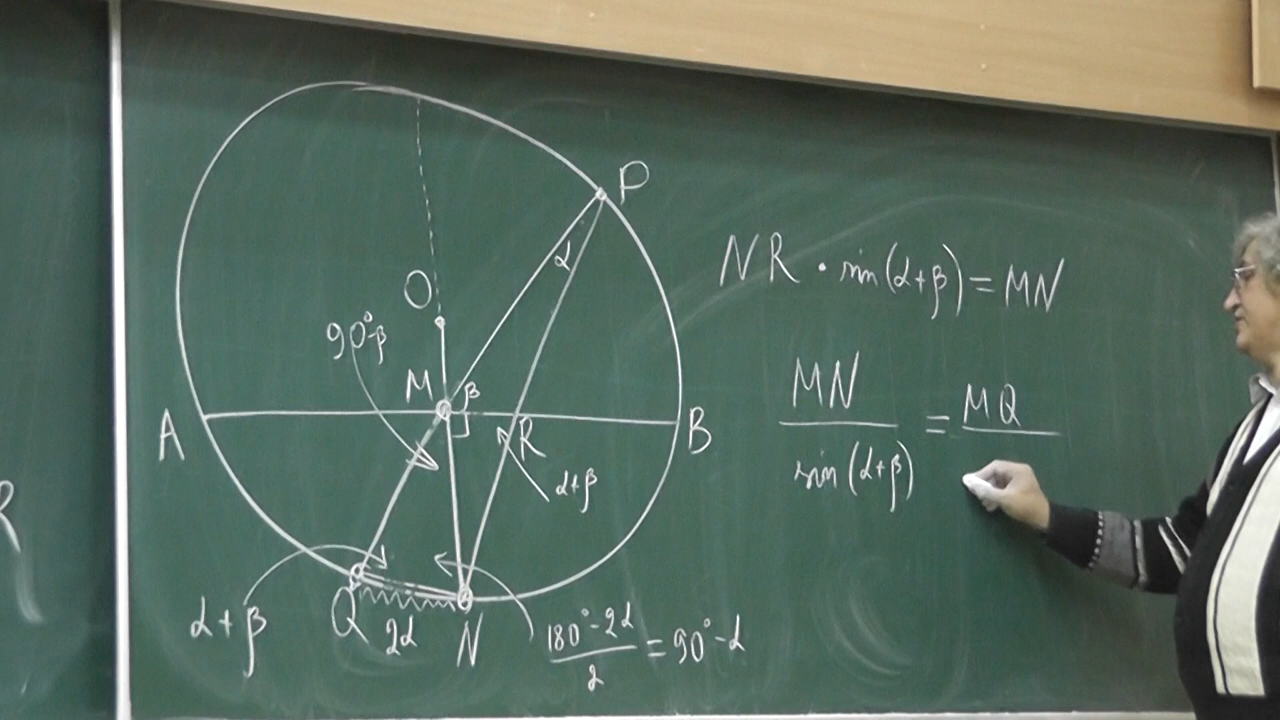 R
P
α
O
90°-β
M
β
A
R
B
α+β
α+β
Q
2α
N
180°-2α / 2 = 90°-α
NR · sin(α+β) = MN
MN / sin(α+β) = MQ